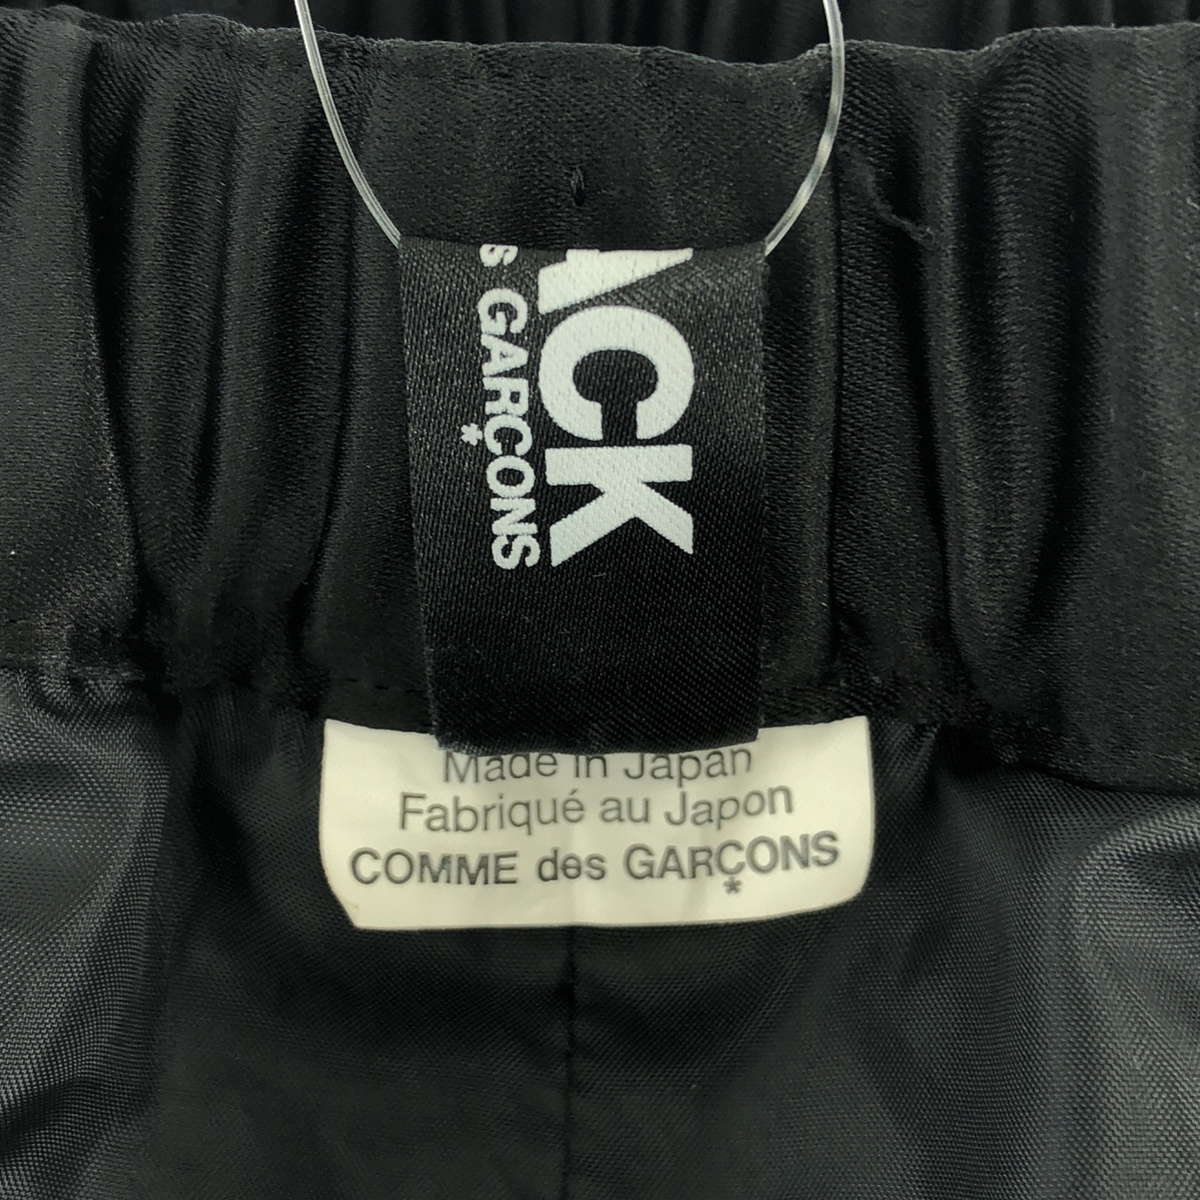 ACK
s GARÇONS
*
Made in Japan
Fabriqué au Japon
COMME des GARÇONS
*